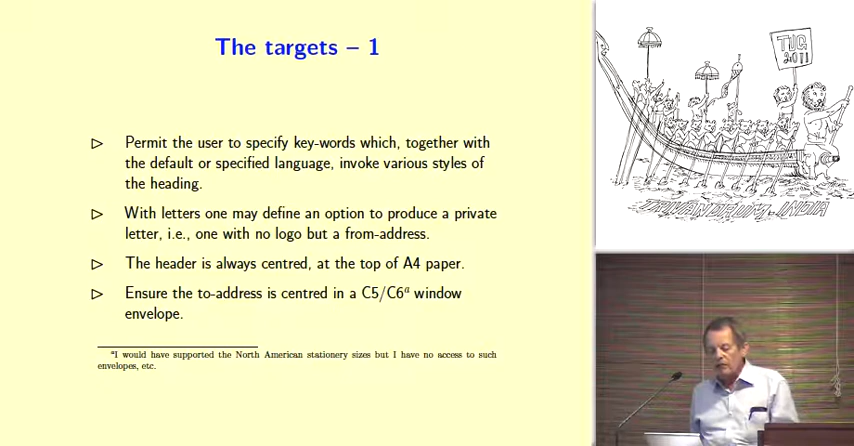 The targets – 1
▷ Permit the user to specify key-words which, together with
the default or specified language, invoke various styles of
the heading.
▷ With letters one may define an option to produce a private
letter, i.e., one with no logo but a from-address.
▷ The header is always centred, at the top of A4 paper.
▷ Ensure the to-address is centred in a C5/C6ᵃ window
envelope.
ᵃI would have supported the North American stationery sizes but I have no access to such
envelopes, etc.
TUG
2011
TRIVANDRUM - INDIA